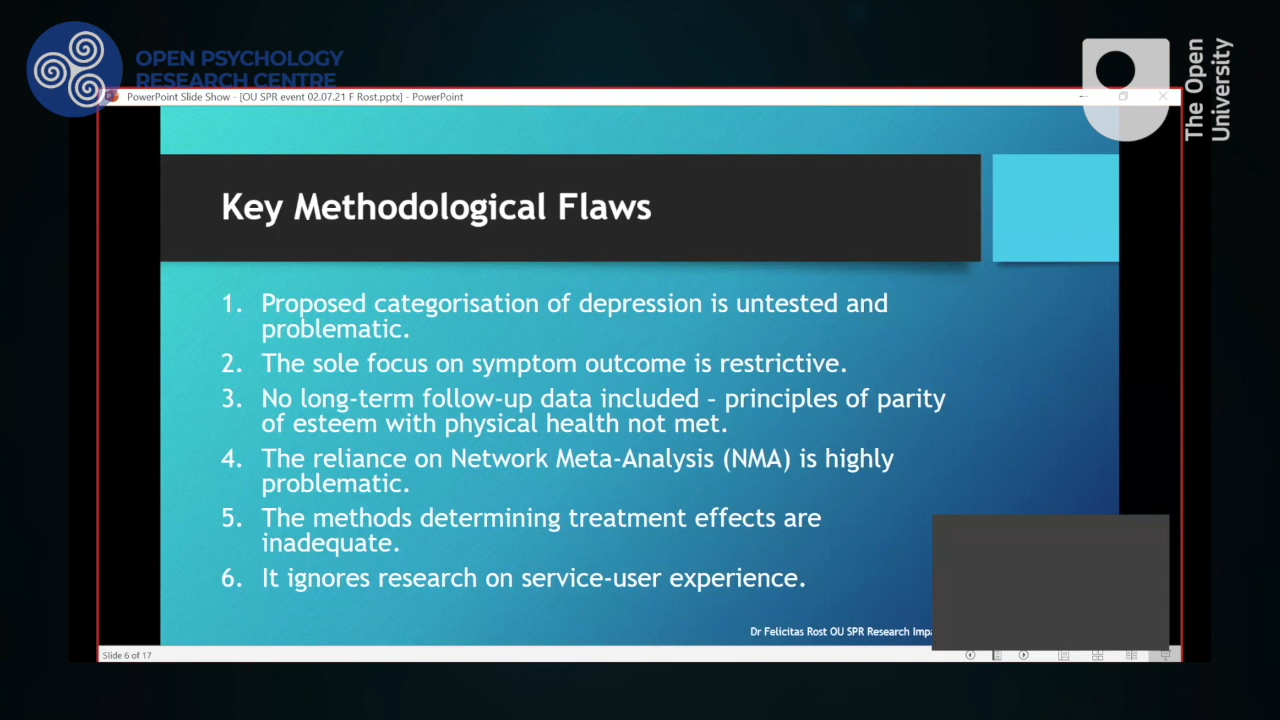 OPEN PSYCHOLOGY
RESEARCH CENTRE
The Open
University
PowerPoint Slide Show - [OU SPR event 02.07.21 F Rost.pptx] - PowerPoint
Key Methodological Flaws
1. Proposed categorisation of depression is untested and
problematic.
2. The sole focus on symptom outcome is restrictive.
3. No long-term follow-up data included – principles of parity
of esteem with physical health not met.
4. The reliance on Network Meta-Analysis (NMA) is highly
problematic.
5. The methods determining treatment effects are
inadequate.
6. It ignores research on service-user experience.
Dr Felicitas Rost OU SPR Research
Slide 6 of 17